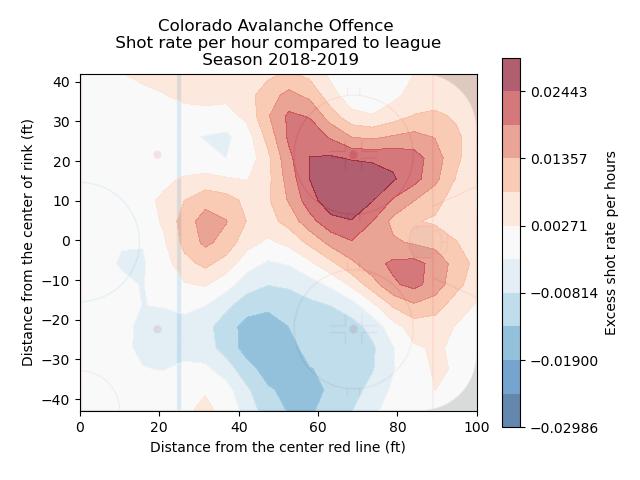 Colorado Avalanche Offence
Shot rate per hour compared to league
Season 2018-2019
40
30
20
10
0
−10
−20
−30
−40
Distance from the center of rink (ft)
0 20 40 60 80 100
Distance from the center red line (ft)
0.02443
0.01357
0.00271
−0.00814
−0.01900
−0.02986
Excess shot rate per hours